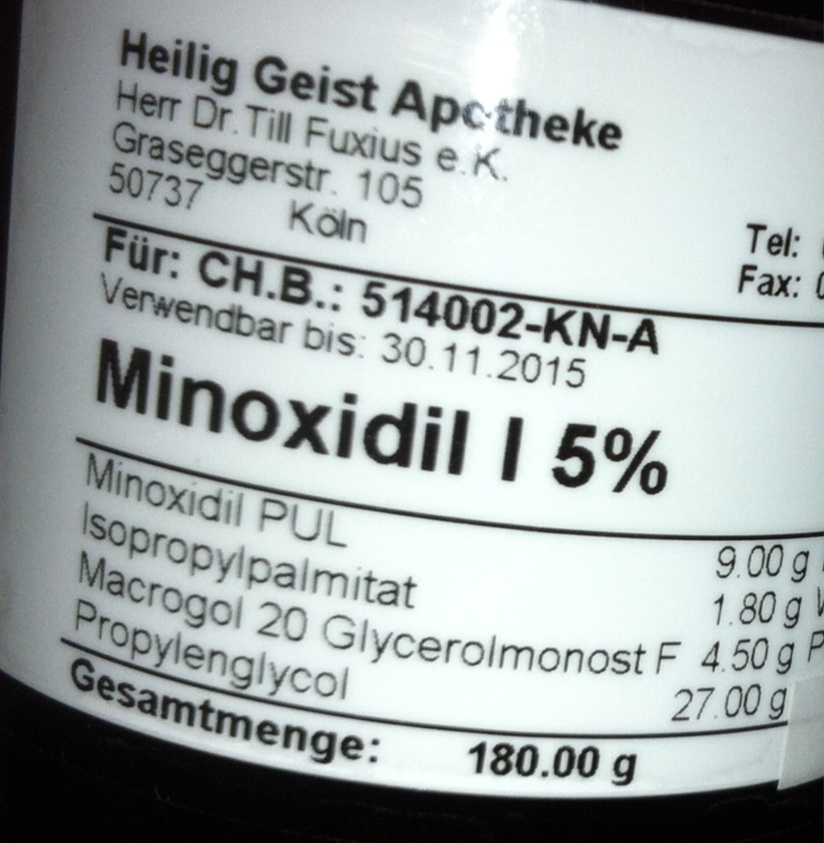 Heilig Geist Apotheke
Herr Dr. Till Fuxius e.K.
Graseggerstr. 105
50737 Köln
Tel:
Fax:
Für: CH.B.: 514002-KN-A
Verwendbar bis: 30.11.2015
Minoxidil I 5%
Minoxidil PUL 9.00 g
Isopropylpalmitat 1.80 g
Macrogol 20 Glycerolmonost F 4.50 g
Propylenglycol 27.00 g
Gesamtmenge: 180.00 g